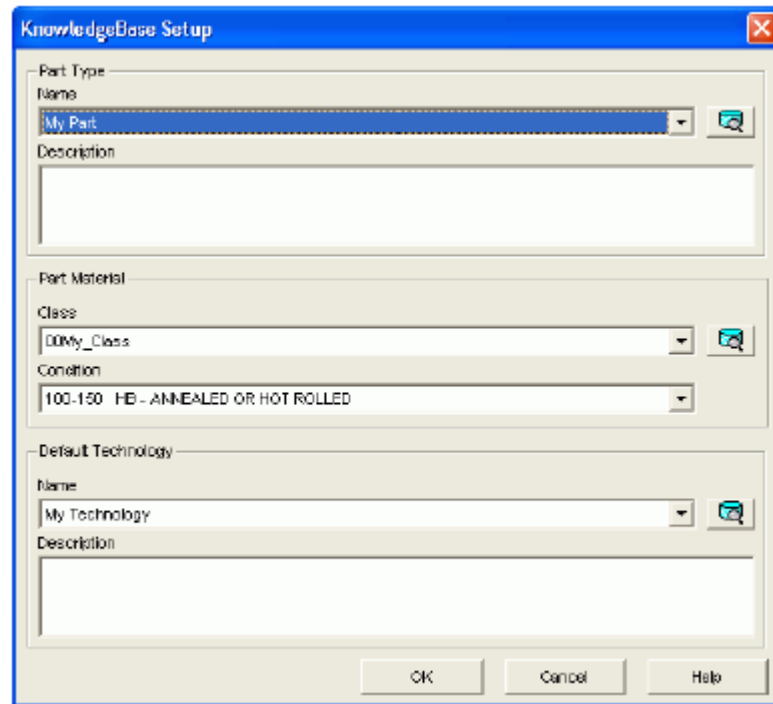 KnowledgeBase Setup
Part Type
Name
My Part
Description
Part Material
Class
00My_Class
Condition
100-150 HB - ANNEALED OR HOT ROLLED
Default Technology
Name
My Technology
Description
OK
Cancel
Help